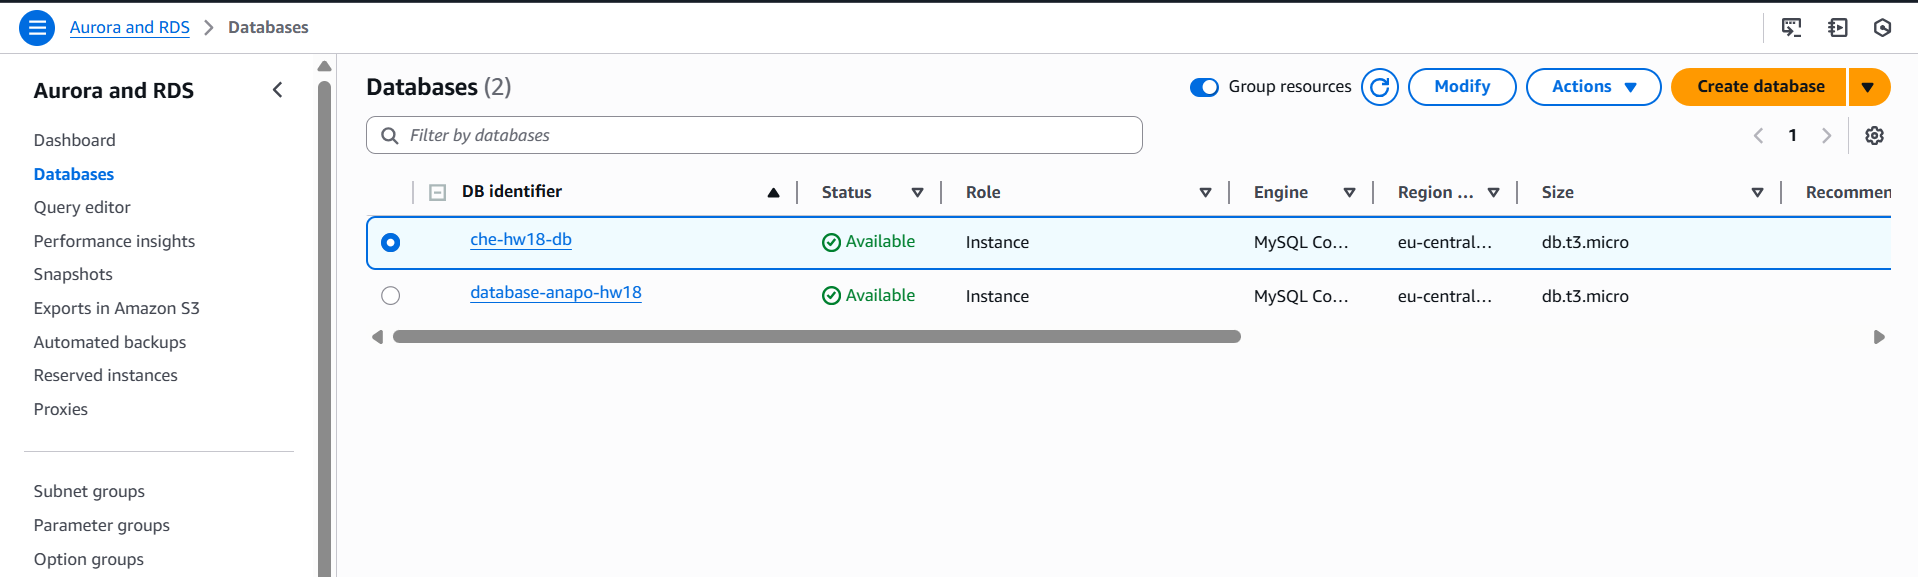 Aurora and RDS > Databases
Aurora and RDS
Dashboard
Databases
Query editor
Performance insights
Snapshots
Exports in Amazon S3
Automated backups
Reserved instances
Proxies
Subnet groups
Parameter groups
Option groups
Databases (2)
Group resources
Modify
Actions
Create database
Filter by databases
1
DB identifier Status Role Engine Region ... Size Recommen
che-hw18-db Available Instance MySQL Co... eu-central... db.t3.micro
database-anapo-hw18 Available Instance MySQL Co... eu-central... db.t3.micro